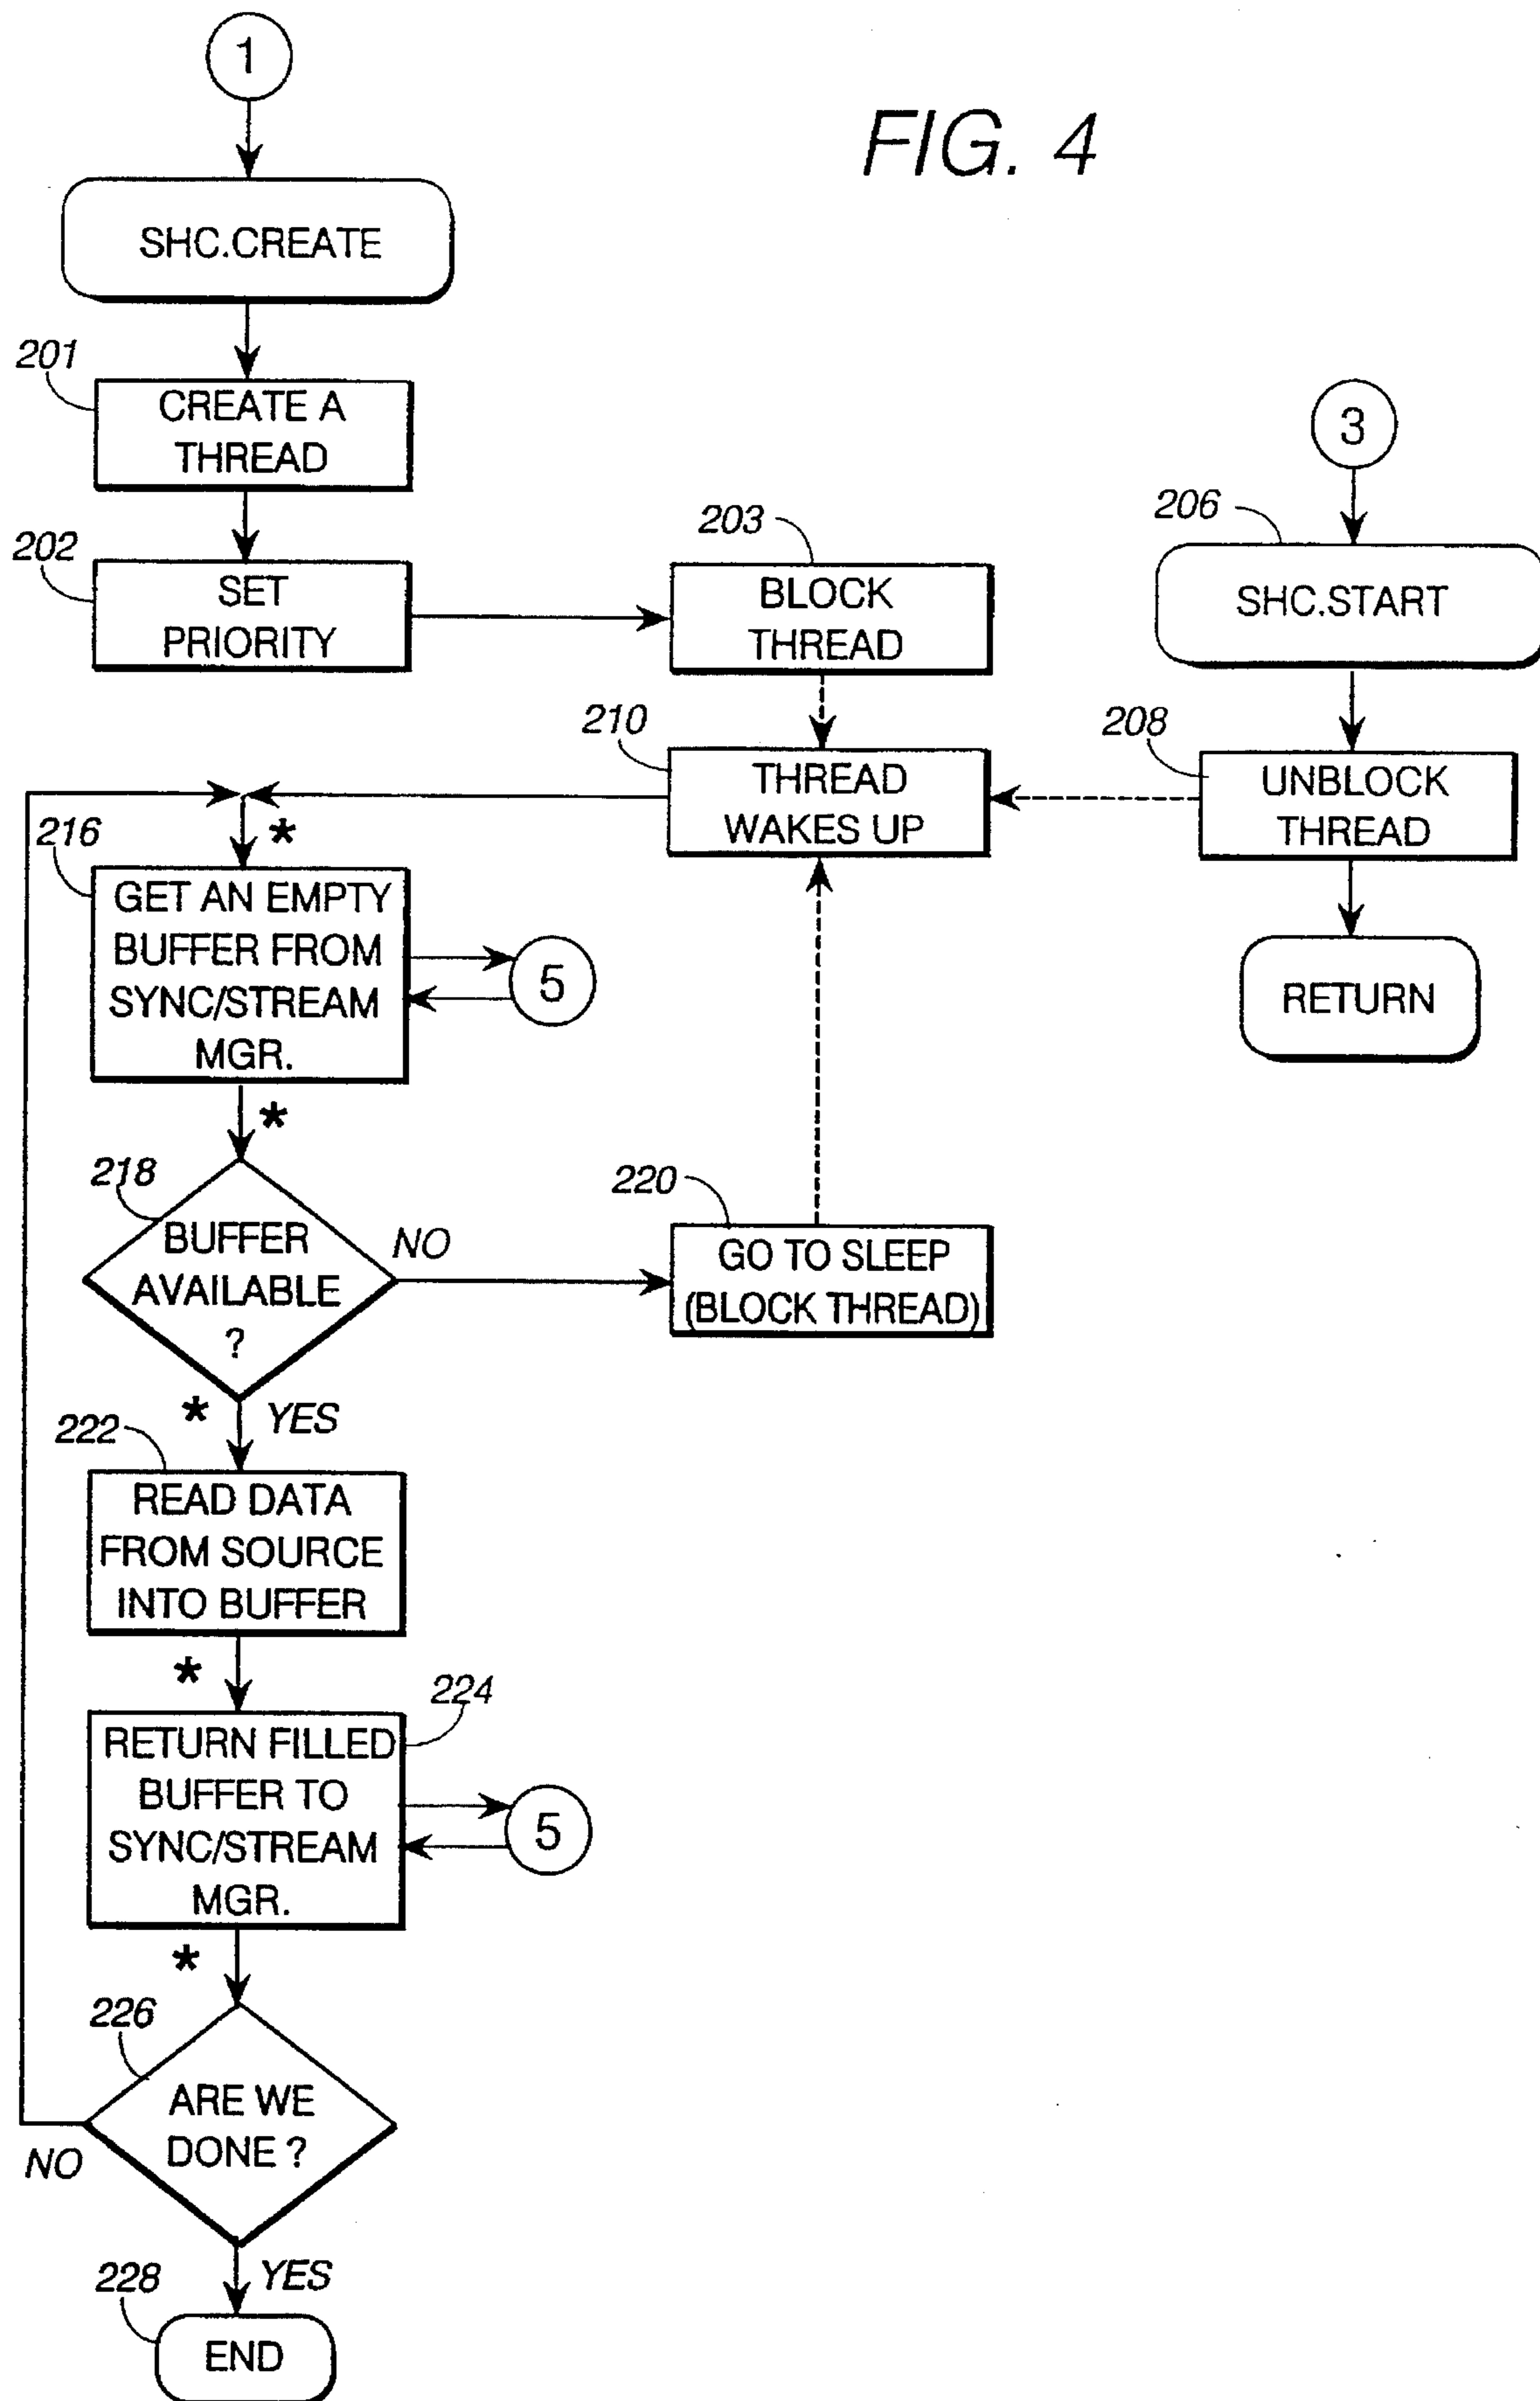 1
FIG. 4
SHC.CREATE
201
CREATE A
THREAD
3
202
SET
PRIORITY
203
BLOCK
THREAD
206
SHC.START
210
THREAD
WAKES UP
208
UNBLOCK
THREAD
RETURN
*
216
GET AN EMPTY
BUFFER FROM
SYNC/STREAM
MGR.
5
*
218
BUFFER
AVAILABLE
?
NO
220
GO TO SLEEP
(BLOCK THREAD)
*
YES
222
READ DATA
FROM SOURCE
INTO BUFFER
*
224
RETURN FILLED
BUFFER TO
SYNC/STREAM
MGR.
5
*
226
ARE WE
DONE ?
NO
YES
228
END